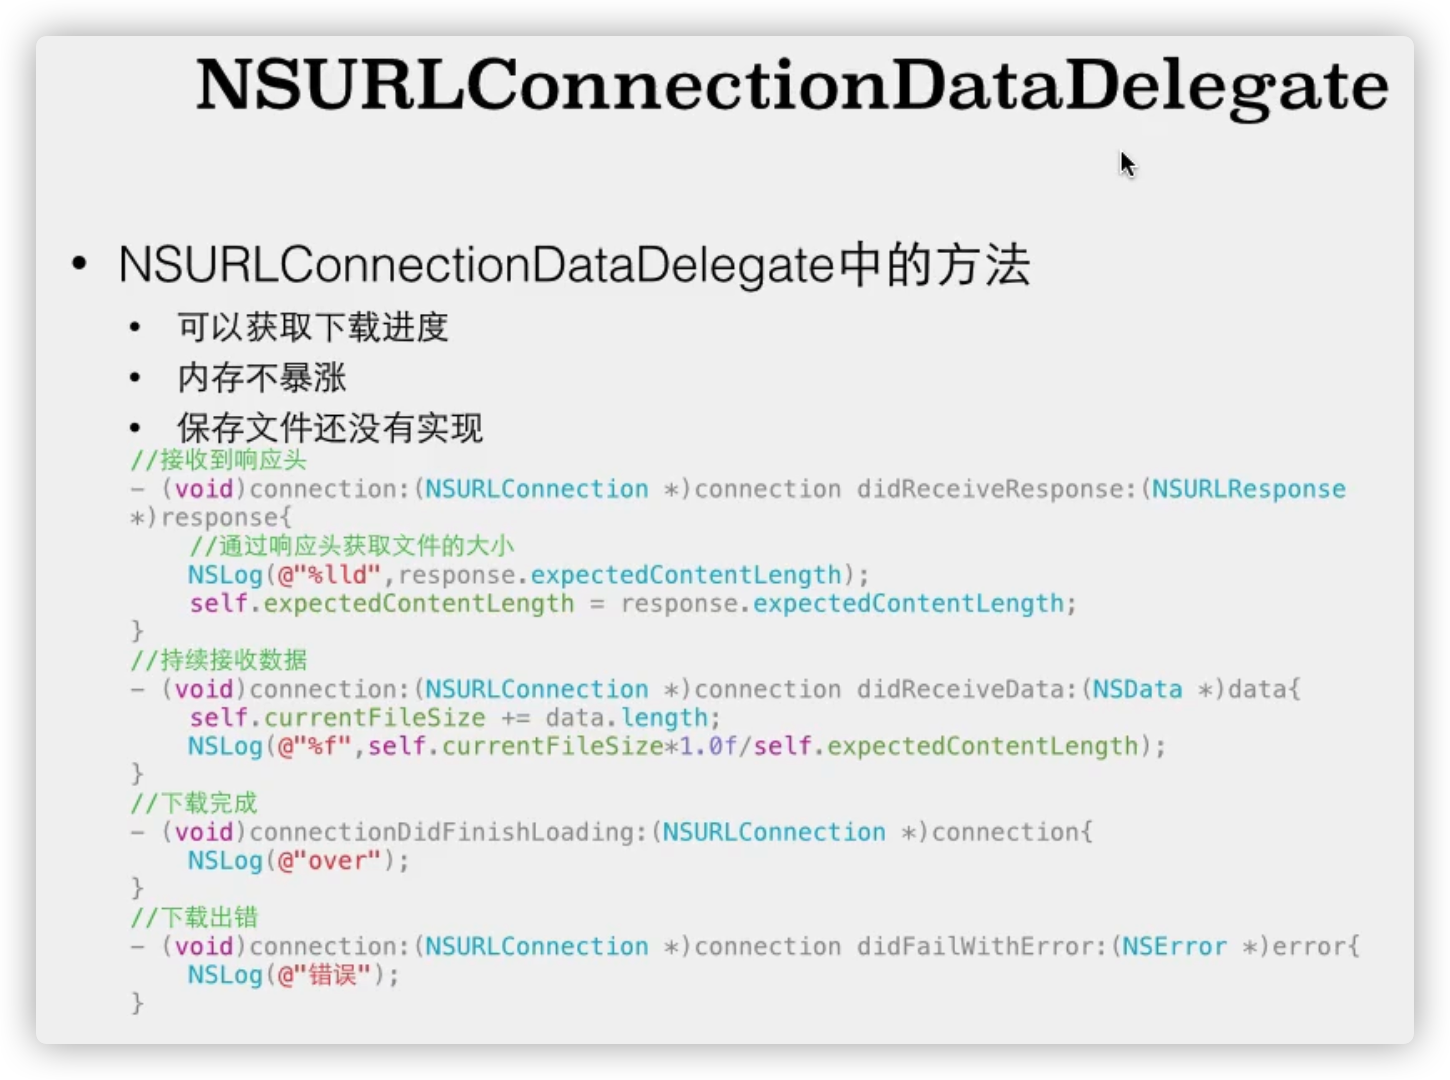 NSURLConnectionDataDelegate
• NSURLConnectionDataDelegate中的方法
• 可以获取下载进度
• 内存不暴涨
• 保存文件还没有实现
//接收到响应头
- (void)connection:(NSURLConnection *)connection didReceiveResponse:(NSURLResponse
*)response{
    //通过响应头获取文件的大小
    NSLog(@"%lld",response.expectedContentLength);
    self.expectedContentLength = response.expectedContentLength;
}
//持续接收数据
- (void)connection:(NSURLConnection *)connection didReceiveData:(NSData *)data{
    self.currentFileSize += data.length;
    NSLog(@"%f",self.currentFileSize*1.0f/self.expectedContentLength);
}
//下载完成
- (void)connectionDidFinishLoading:(NSURLConnection *)connection{
    NSLog(@"over");
}
//下载出错
- (void)connection:(NSURLConnection *)connection didFailWithError:(NSError *)error{
    NSLog(@"错误");
}